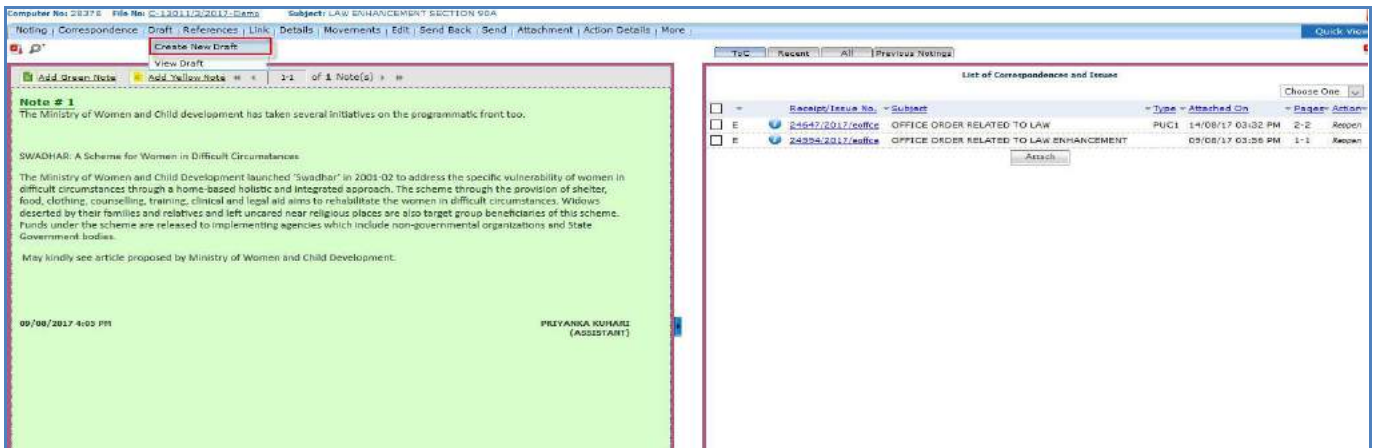 Computer No: 28378 File No: C-13011/2/2017-Demo Subject: LAW ENHANCEMENT SECTION 90A
Noting | Correspondence | Draft | References | Link | Details | Movements | Edit | Send Back | Send | Attachment | Action Details | More
Quick View
Create New Draft
View Draft
ToC Recent All Previous Notings
Add Green Note Add Yellow Note 1-1 of 1 Note(s)
Note # 1
The Ministry of Women and Child development has taken several initiatives on the programmatic front too.
SWADHAR: A Scheme for Women in Difficult Circumstances
The Ministry of Women and Child Development launched 'Swadhar' in 2001-02 to address the specific vulnerability of women in
difficult circumstances through a home-based holistic and integrated approach. The scheme through the provision of shelter,
food, clothing, counselling, training, clinical and legal aid aims to rehabilitate the women in difficult circumstances. Widows
deserted by their families and relatives and left uncared near religious places are also target group beneficiaries of this scheme.
Funds under the scheme are released to implementing agencies which include non-governmental organizations and State
Government bodies.
May kindly see article proposed by Ministry of Women and Child Development.
09/08/2017 4:05 PM
PRIYANKA KUMARI
(ASSISTANT)
List of Correspondences and Issues
Choose One
Receipt/Issue No. Subject Type Attached On Pages Action
E 24647/2017/eoffce OFFICE ORDER RELATED TO LAW PUC1 14/08/17 03:32 PM 2-2 Reopen
E 24594/2017/eoffce OFFICE ORDER RELATED TO LAW ENHANCEMENT 09/08/17 03:56 PM 1-1 Reopen
Attach